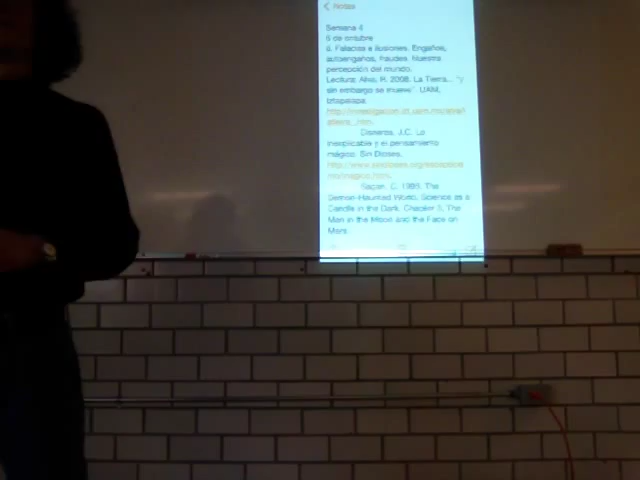 Notas
Semana 4
6 de octubre
6. Falacias e ilusiones. Engaños,
autoengaños, fraudes. Nuestra
percepción del mundo.
Lectura: Alvo, R. 2008. La Tierra... "y
sin embargo se mueve". UAM,
Iztapalapa.
Cisneros, J.C. Lo
inexplicable y el pensamiento
mágico. Sin Dioses.
Sagan, C. 1995. The
Demon-Haunted World. Science as a
Candle in the Dark. Chapter 3, The
Man in the Moon and the Face on
Mars.